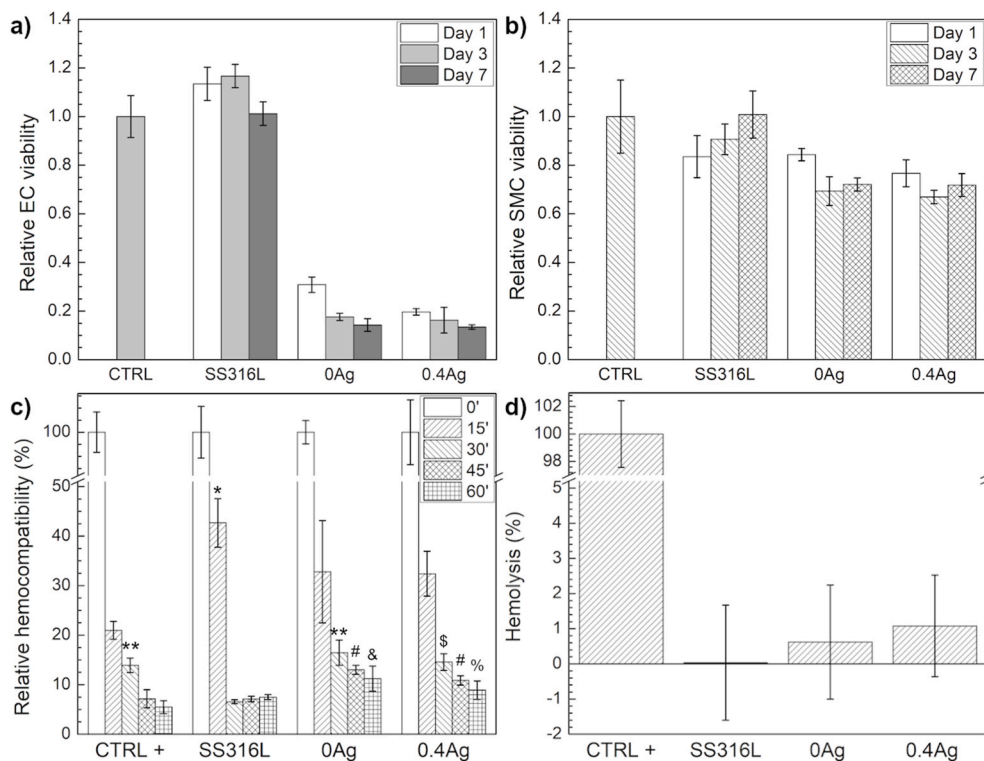 a)
Relative EC viability
1.4
1.2
1.0
0.8
0.6
0.4
0.2
0.0
Day 1
Day 3
Day 7
CTRL SS316L 0Ag 0.4Ag
b)
Relative SMC viability
1.4
1.2
1.0
0.8
0.6
0.4
0.2
0.0
Day 1
Day 3
Day 7
CTRL SS316L 0Ag 0.4Ag
c)
Relative hemocompatibility (%)
100
40
30
20
10
0
0'
15'
30'
45'
60'
**
*
** # &
$ # %
CTRL + SS316L 0Ag 0.4Ag
d)
Hemolysis (%)
102
100
98
6
5
4
3
2
1
0
-1
-2
CTRL + SS316L 0Ag 0.4Ag